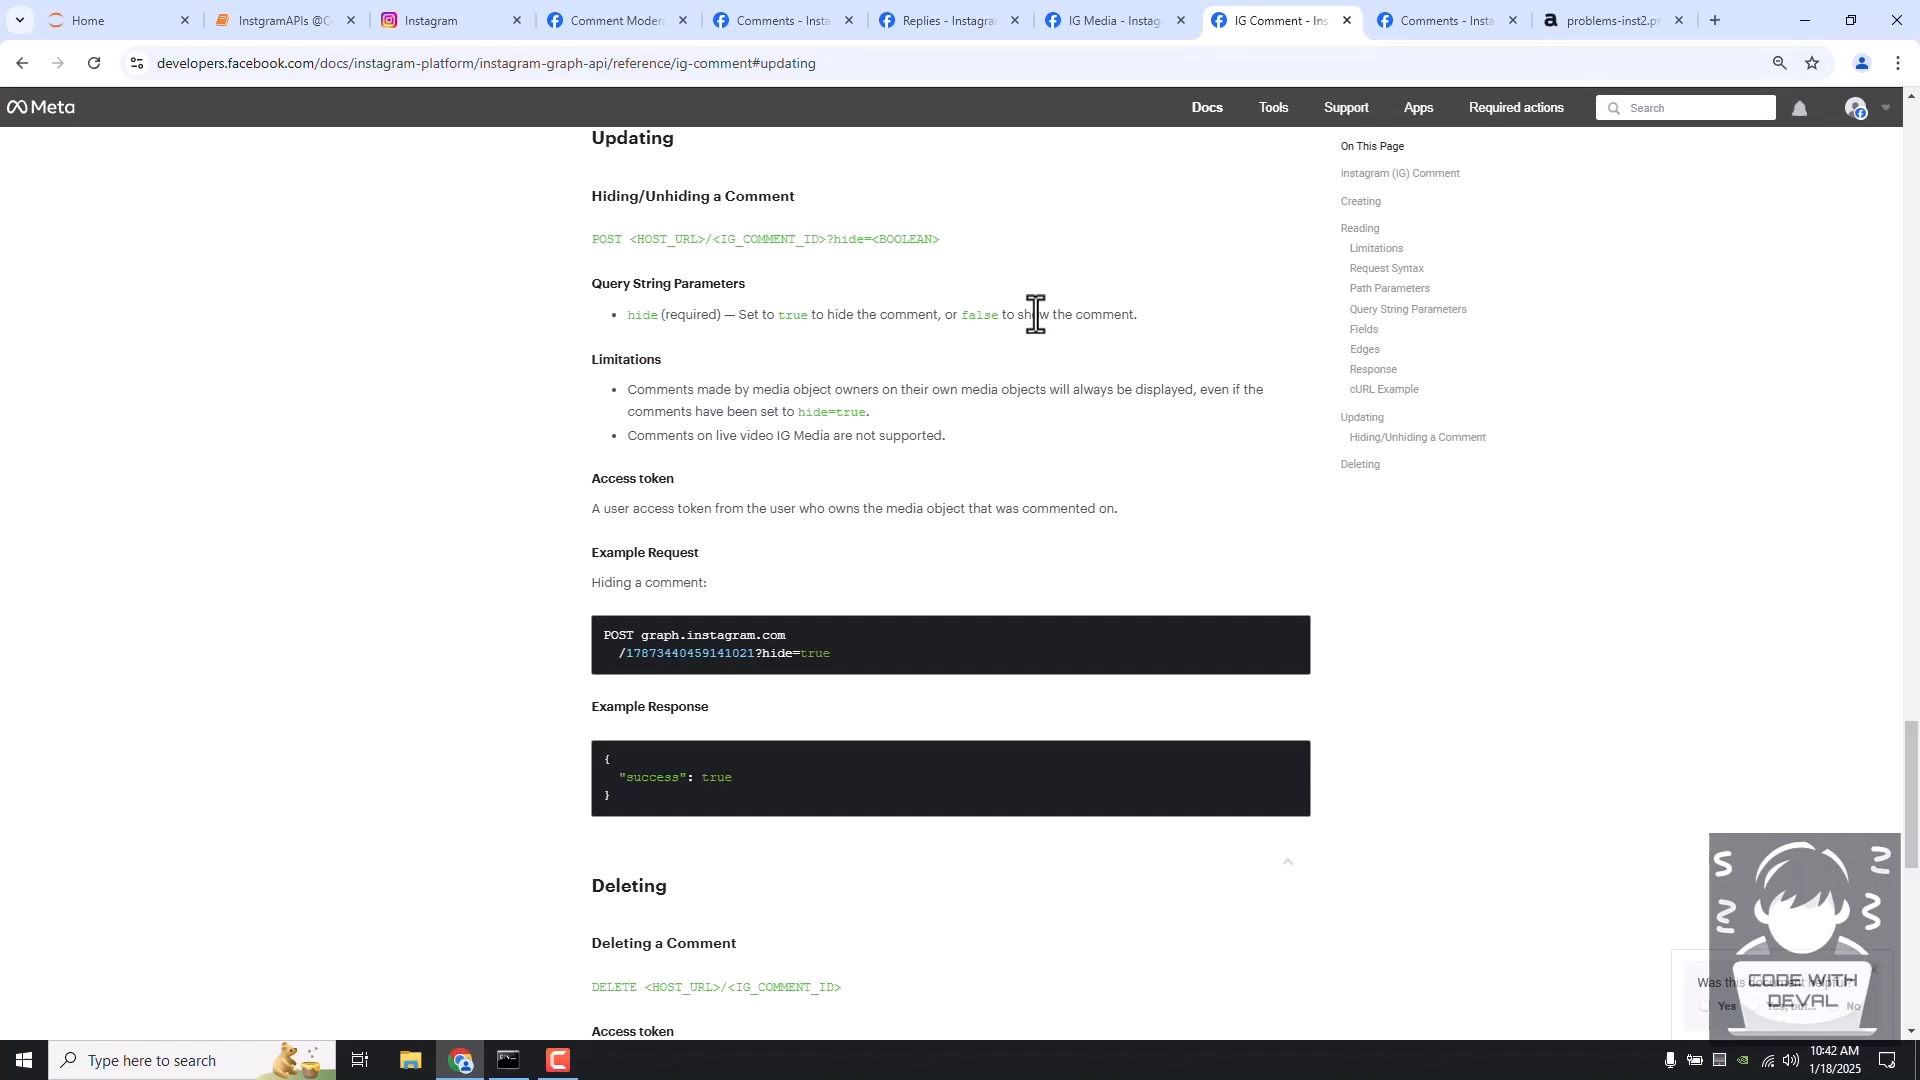 Home
InstgramAPIs @C
Instagram
Comment Moder
Comments - Insta
Replies - Instagra
IG Media - Instag
IG Comment - Ins
Comments - Insta
problems-inst2.p
developers.facebook.com/docs/instagram-platform/instagram-graph-api/reference/ig-comment#updating
Meta
Docs
Tools
Support
Apps
Required actions
Search
Updating
Hiding/Unhiding a Comment
POST <HOST_URL>/<IG_COMMENT_ID>?hide=<BOOLEAN>
Query String Parameters
hide (required) — Set to true to hide the comment, or false to show the comment.
Limitations
Comments made by media object owners on their own media objects will always be displayed, even if the
comments have been set to hide=true.
Comments on live video IG Media are not supported.
Access token
A user access token from the user who owns the media object that was commented on.
Example Request
Hiding a comment:
POST graph.instagram.com
/17873440459141021?hide=true
Example Response
{
"success": true
}
Deleting
Deleting a Comment
DELETE <HOST_URL>/<IG_COMMENT_ID>
Access token
On This Page
Instagram (IG) Comment
Creating
Reading
Limitations
Request Syntax
Path Parameters
Query String Parameters
Fields
Edges
Response
cURL Example
Updating
Hiding/Unhiding a Comment
Deleting
Was this document helpful?
Yes
Yes, but...
No
CODE WITH
DEVAL
Type here to search
10:42 AM
1/18/2025